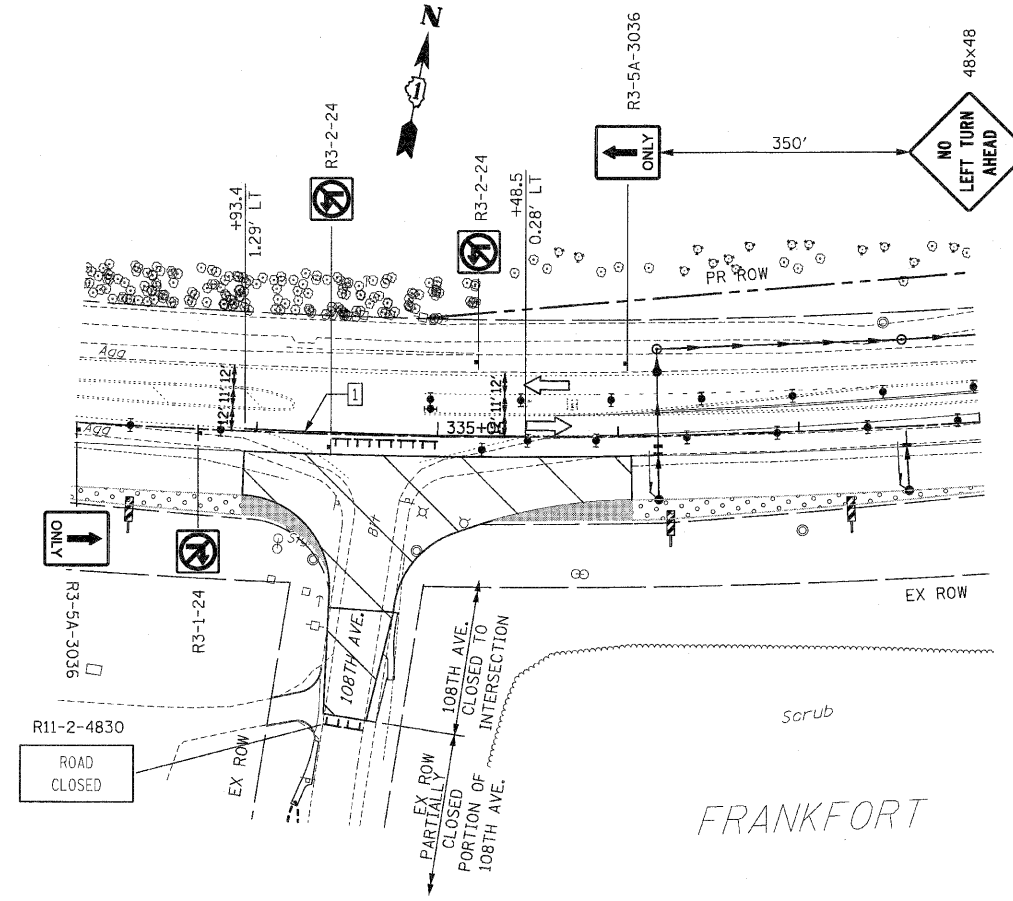 N
1
R3-2-24
R3-2-24
R3-5A-3036
48x48
+93.4
1.29' LT
+48.5
0.28' LT
ONLY
350'
NO
LEFT TURN
AHEAD
PR ROW
Agg
12'
11'
12'
1
11'
12'
335+00
Agg
ONLY
R3-5A-3036
R3-1-24
Bit
EX ROW
108TH AVE.
108TH AVE.
CLOSED TO
INTERSECTION
R11-2-4830
ROAD
CLOSED
EX ROW
EX ROW
PARTIALLY
CLOSED
PORTION OF
108TH AVE.
Scrub
FRANKFORT